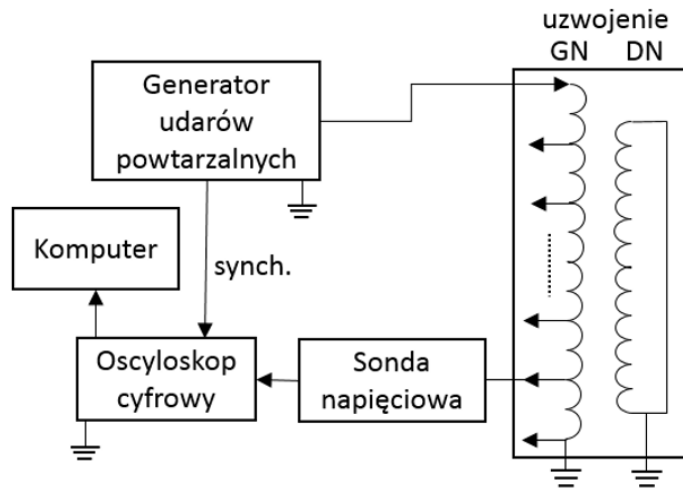 uzwojenie
GN DN
Generator
udarów
powtarzalnych
Komputer
synch.
Oscyloskop
cyfrowy
Sonda
napięciowa